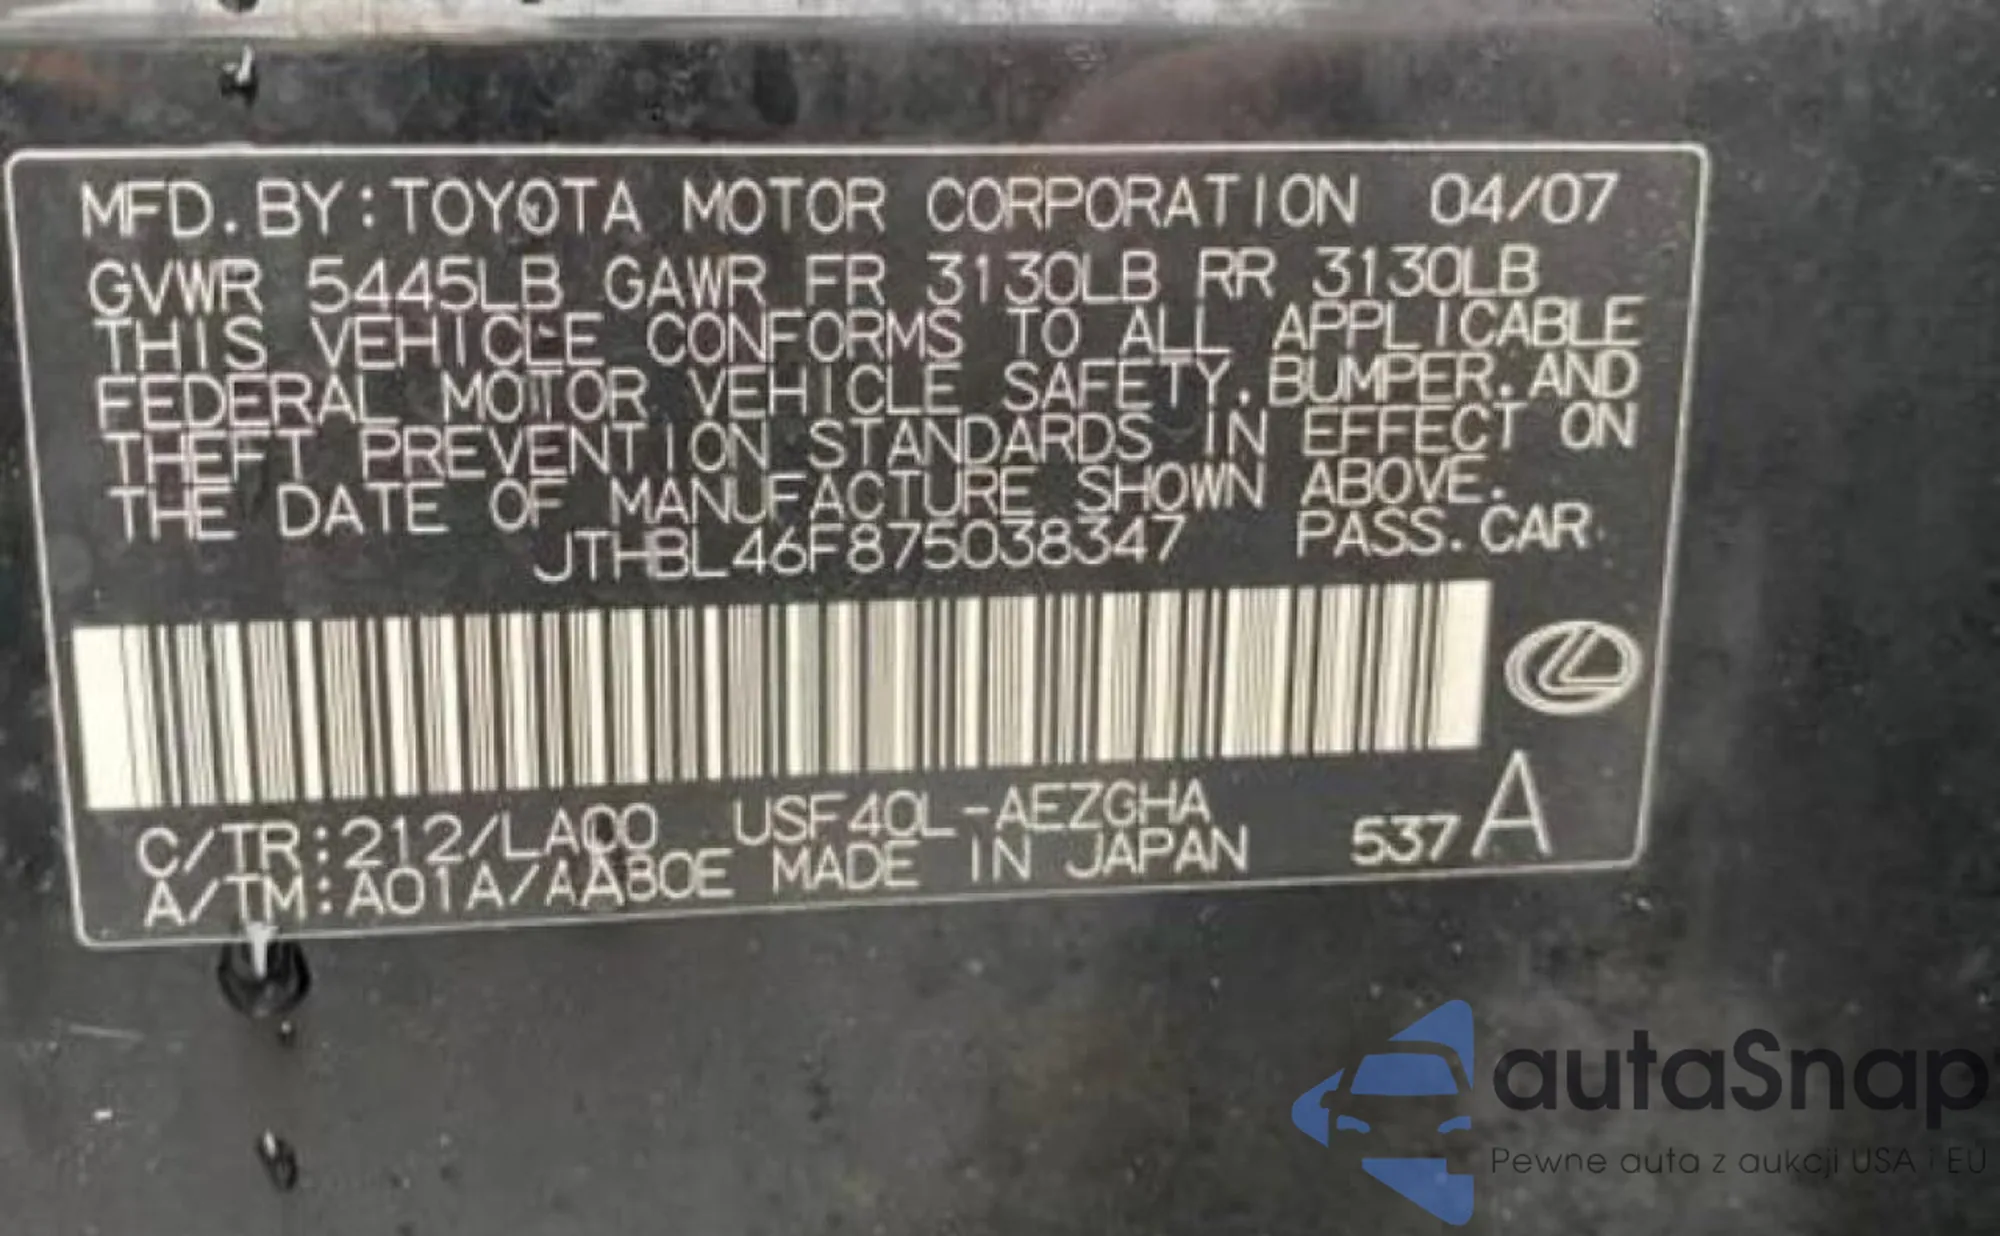 MFD. BY: TOYOTA MOTOR CORPORATION 04/07
GVWR 5445LB GAWR FR 3130LB RR 3130LB
THIS VEHICLE CONFORMS TO ALL APPLICABLE
FEDERAL MOTOR VEHICLE SAFETY, BUMPER, AND
THEFT PREVENTION STANDARDS IN EFFECT ON
THE DATE OF MANUFACTURE SHOWN ABOVE.
JTHBL46F875038347 PASS. CAR
C/TR: 212/LA00 USF40L-AEZGHA 537 A
A/TM: A01A/AA80E MADE IN JAPAN
autaSnap
Pewne auta z aukcji USA i EU